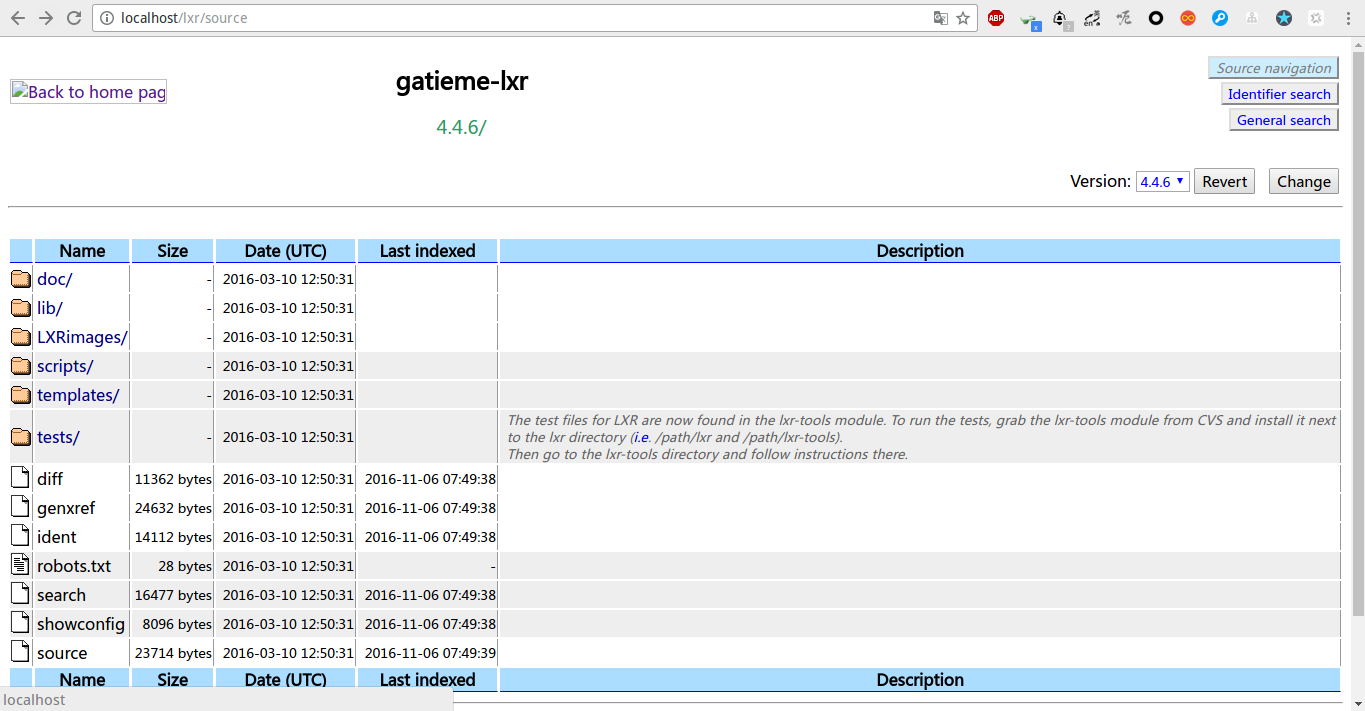 localhost/lxr/source
ABP
x
en
?
Back to home pag
gatieme-lxr
4.4.6/
Source navigation
Identifier search
General search
Version: 4.4.6 Revert Change
Name Size Date (UTC) Last indexed Description
doc/ - 2016-03-10 12:50:31
lib/ - 2016-03-10 12:50:31
LXRimages/ - 2016-03-10 12:50:31
scripts/ - 2016-03-10 12:50:31
templates/ - 2016-03-10 12:50:31
The test files for LXR are now found in the lxr-tools module. To run the tests, grab the lxr-tools module from CVS and install it next
tests/ - 2016-03-10 12:50:31 to the lxr directory (i.e. /path/lxr and /path/lxr-tools).
Then go to the lxr-tools directory and follow instructions there.
diff 11362 bytes 2016-03-10 12:50:31 2016-11-06 07:49:38
genxref 24632 bytes 2016-03-10 12:50:31 2016-11-06 07:49:38
ident 14112 bytes 2016-03-10 12:50:31 2016-11-06 07:49:38
robots.txt 28 bytes 2016-03-10 12:50:31 -
search 16477 bytes 2016-03-10 12:50:31 2016-11-06 07:49:38
showconfig 8096 bytes 2016-03-10 12:50:31 2016-11-06 07:49:38
source 23714 bytes 2016-03-10 12:50:31 2016-11-06 07:49:39
Name Size Date (UTC) Last indexed Description
localhost